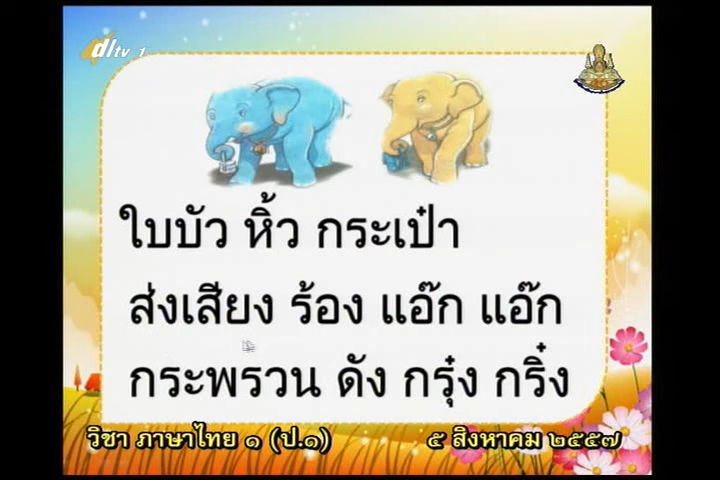 dltv 1
ใบบัว หิ้ว กระเป๋า
ส่งเสียง ร้อง แอ๊ก แอ๊ก
กระพรวน ดัง กรุ๋ง กริ๋ง
วิชา ภาษาไทย ๑ (ป.๑) ๕ สิงหาคม ๒๕๕๗